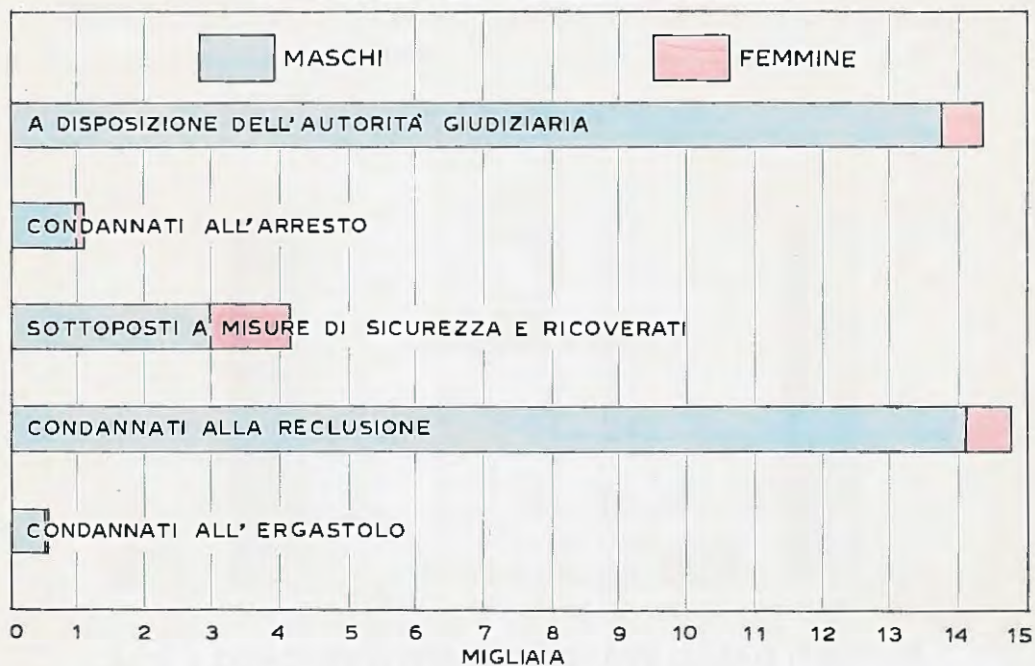 MASCHI
FEMMINE
A DISPOSIZIONE DELL'AUTORITÀ GIUDIZIARIA
CONDANNATI ALL'ARRESTO
SOTTOPOSTI A' MISURE DI SICUREZZA E RICOVERATI
CONDANNATI ALLA RECLUSIONE
CONDANNATI ALL' ERGASTOLO
0 1 2 3 4 5 6 7 8 9 10 11 12 13 14 15
MIGLIAIA